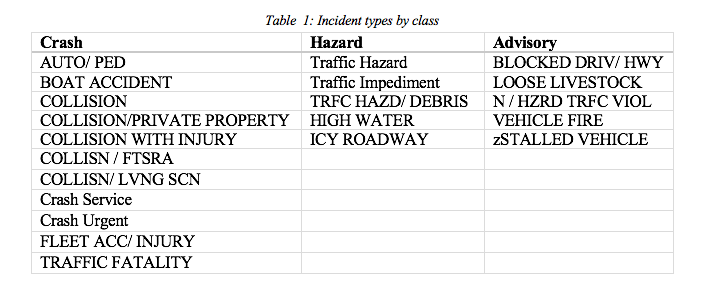 Table 1: Incident types by class
Crash Hazard Advisory
AUTO/ PED Traffic Hazard BLOCKED DRIV/ HWY
BOAT ACCIDENT Traffic Impediment LOOSE LIVESTOCK
COLLISION TRFC HAZD/ DEBRIS N / HZRD TRFC VIOL
COLLISION/PRIVATE PROPERTY HIGH WATER VEHICLE FIRE
COLLISION WITH INJURY ICY ROADWAY zSTALLED VEHICLE
COLLISN / FTSRA
COLLISN/ LVNG SCN
Crash Service
Crash Urgent
FLEET ACC/ INJURY
TRAFFIC FATALITY